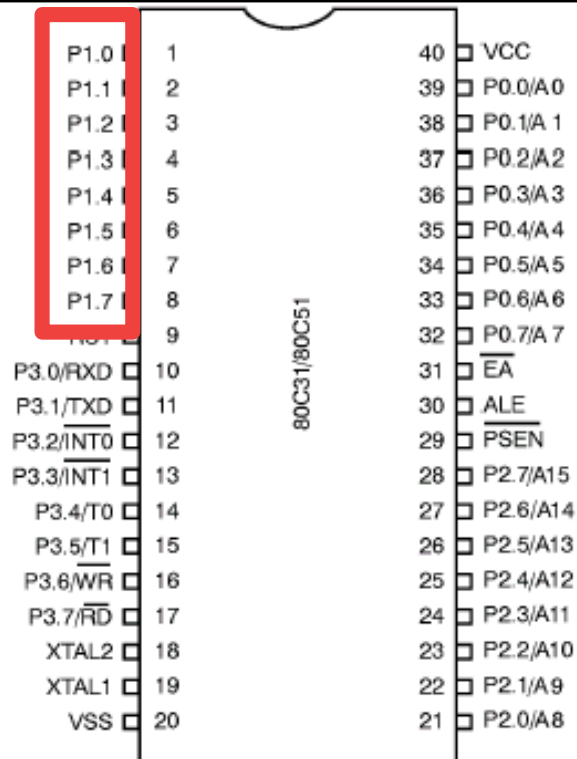 P1.0 1 40 VCC
P1.1 2 39 P0.0/A0
P1.2 3 38 P0.1/A1
P1.3 4 37 P0.2/A2
P1.4 5 36 P0.3/A3
P1.5 6 35 P0.4/A4
P1.6 7 34 P0.5/A5
P1.7 8 33 P0.6/A6
9 32 P0.7/A7
P3.0/RXD 10 31 EA
P3.1/TXD 11 30 ALE
P3.2/INT0 12 29 PSEN
P3.3/INT1 13 28 P2.7/A15
P3.4/T0 14 27 P2.6/A14
P3.5/T1 15 26 P2.5/A13
P3.6/WR 16 25 P2.4/A12
P3.7/RD 17 24 P2.3/A11
XTAL2 18 23 P2.2/A10
XTAL1 19 22 P2.1/A9
VSS 20 21 P2.0/A8
80C31/80C51